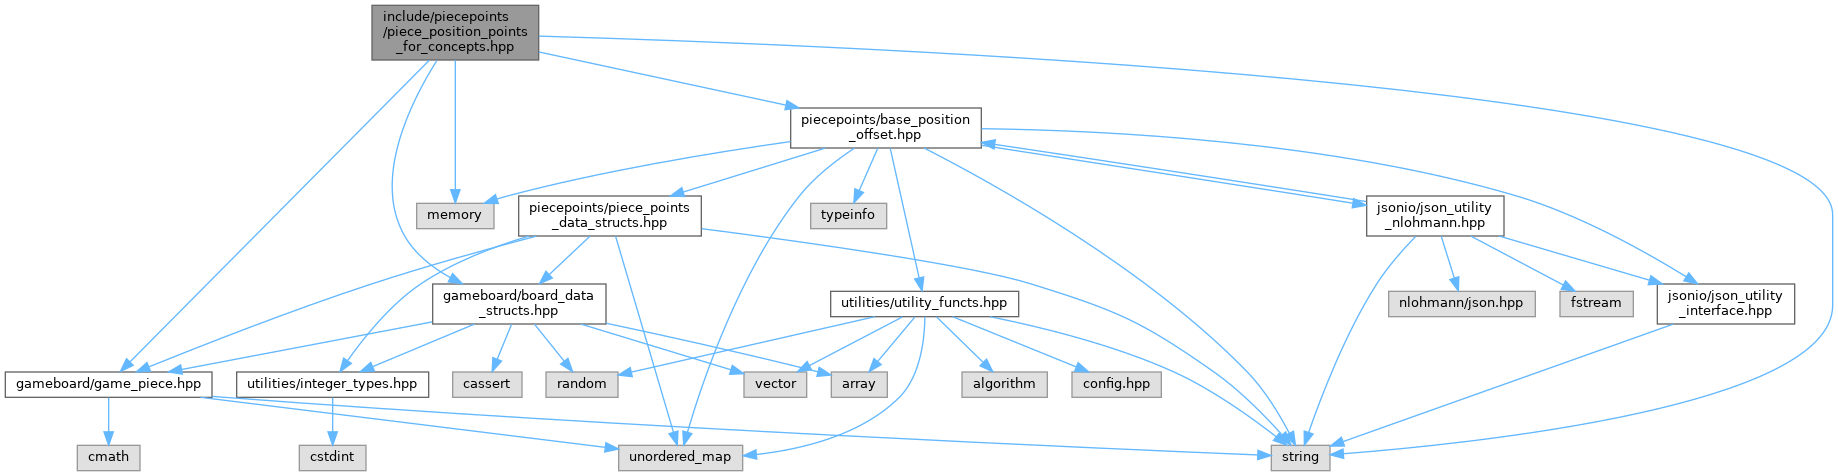 include/piecepoints
/piece_position_points
_for_concepts.hpp
piecepoints/base_position
_offset.hpp
memory
piecepoints/piece_points
_data_structs.hpp
typeinfo
jsonio/json_utility
_nlohmann.hpp
gameboard/board_data
_structs.hpp
utilities/utility_functs.hpp
nlohmann/json.hpp
fstream
jsonio/json_utility
_interface.hpp
gameboard/game_piece.hpp
utilities/integer_types.hpp
cassert
random
vector
array
algorithm
config.hpp
cmath
cstdint
unordered_map
string